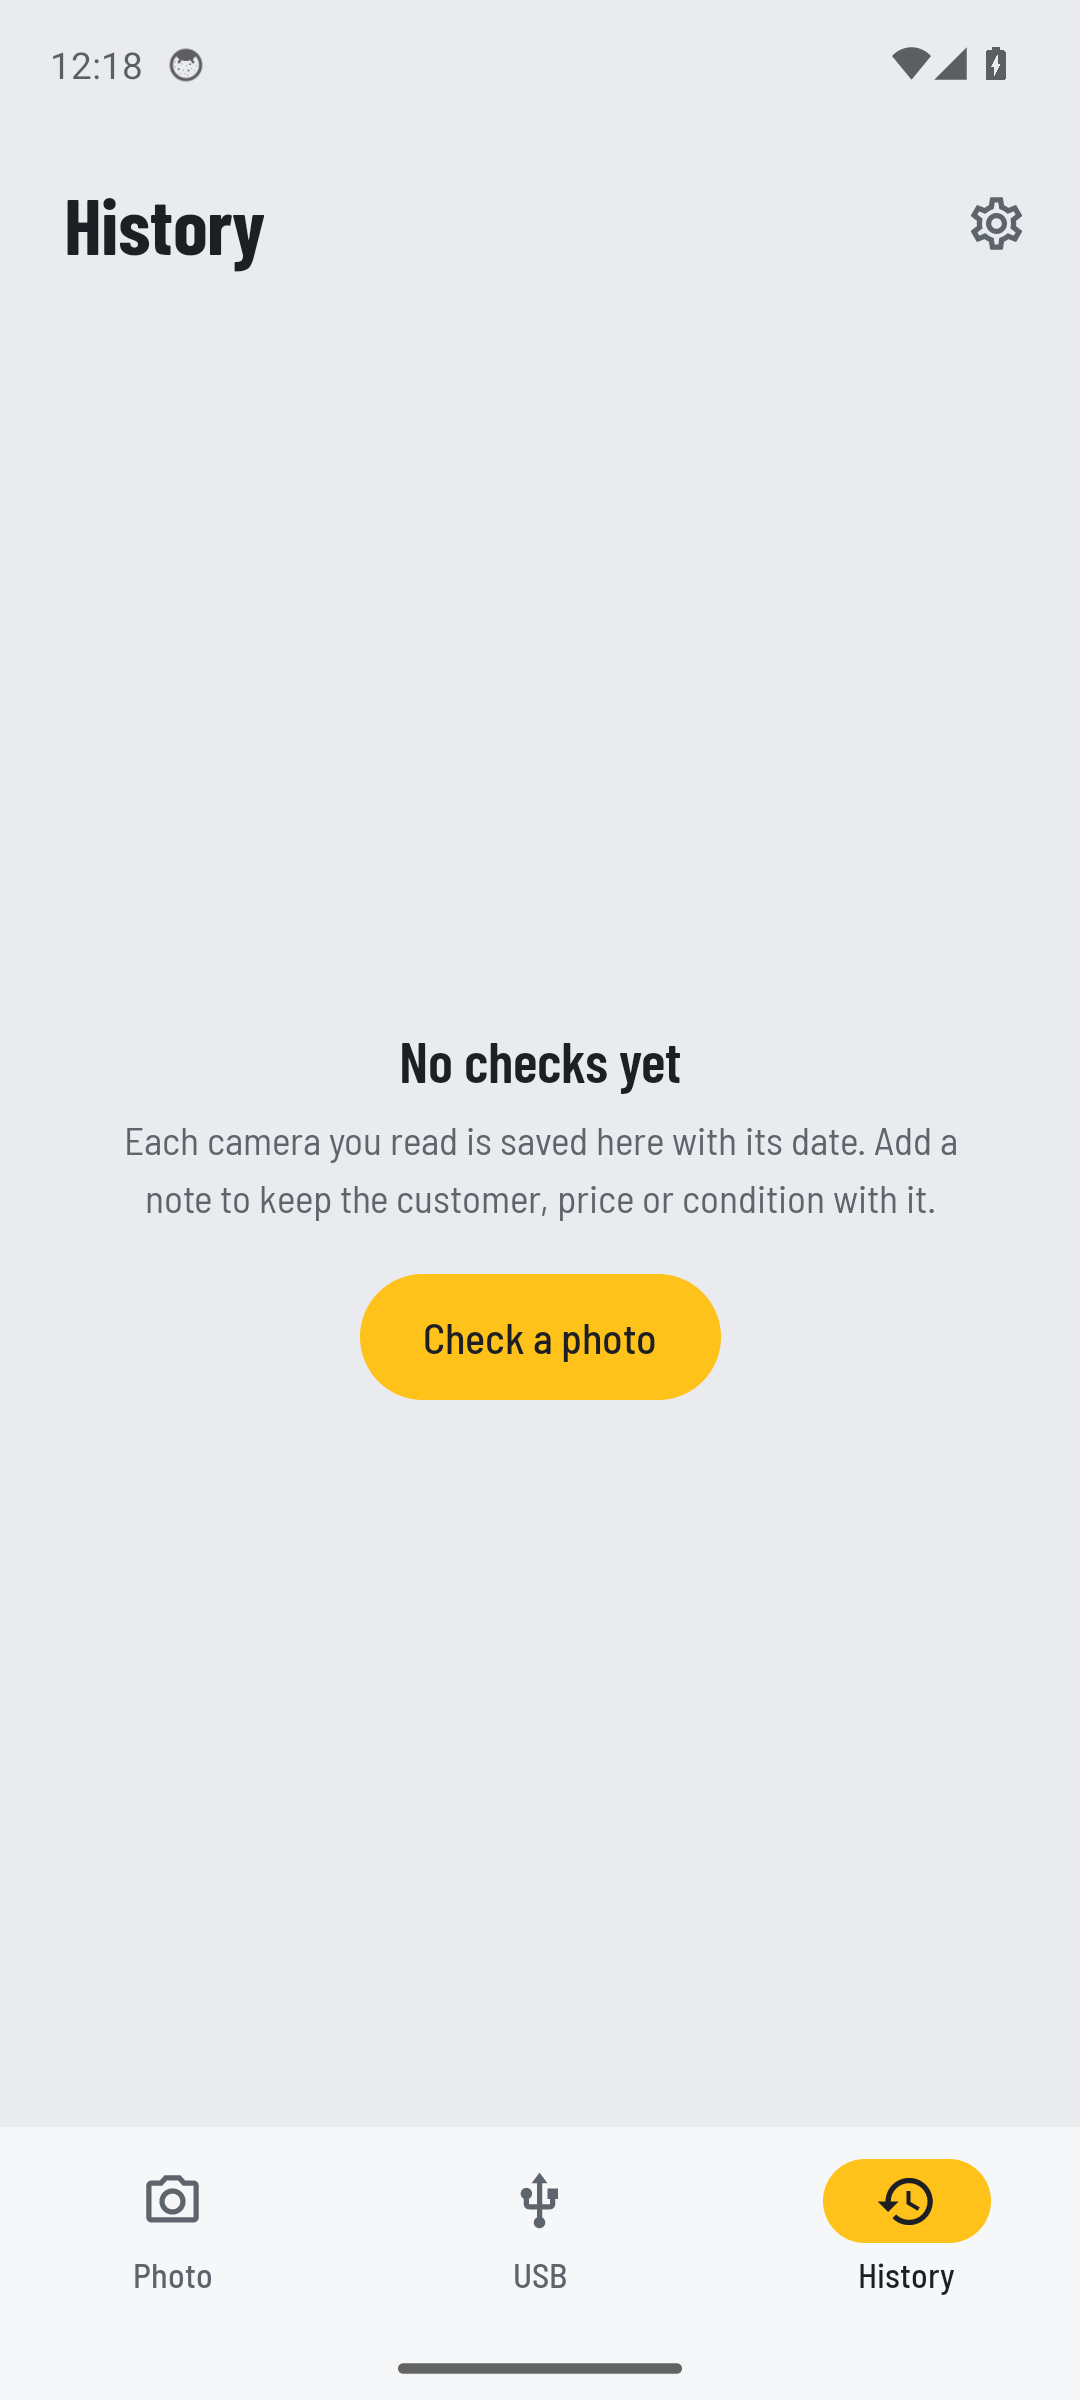 12:18
History
No checks yet
Each camera you read is saved here with its date. Add a
note to keep the customer, price or condition with it.
Check a photo
Photo
USB
History